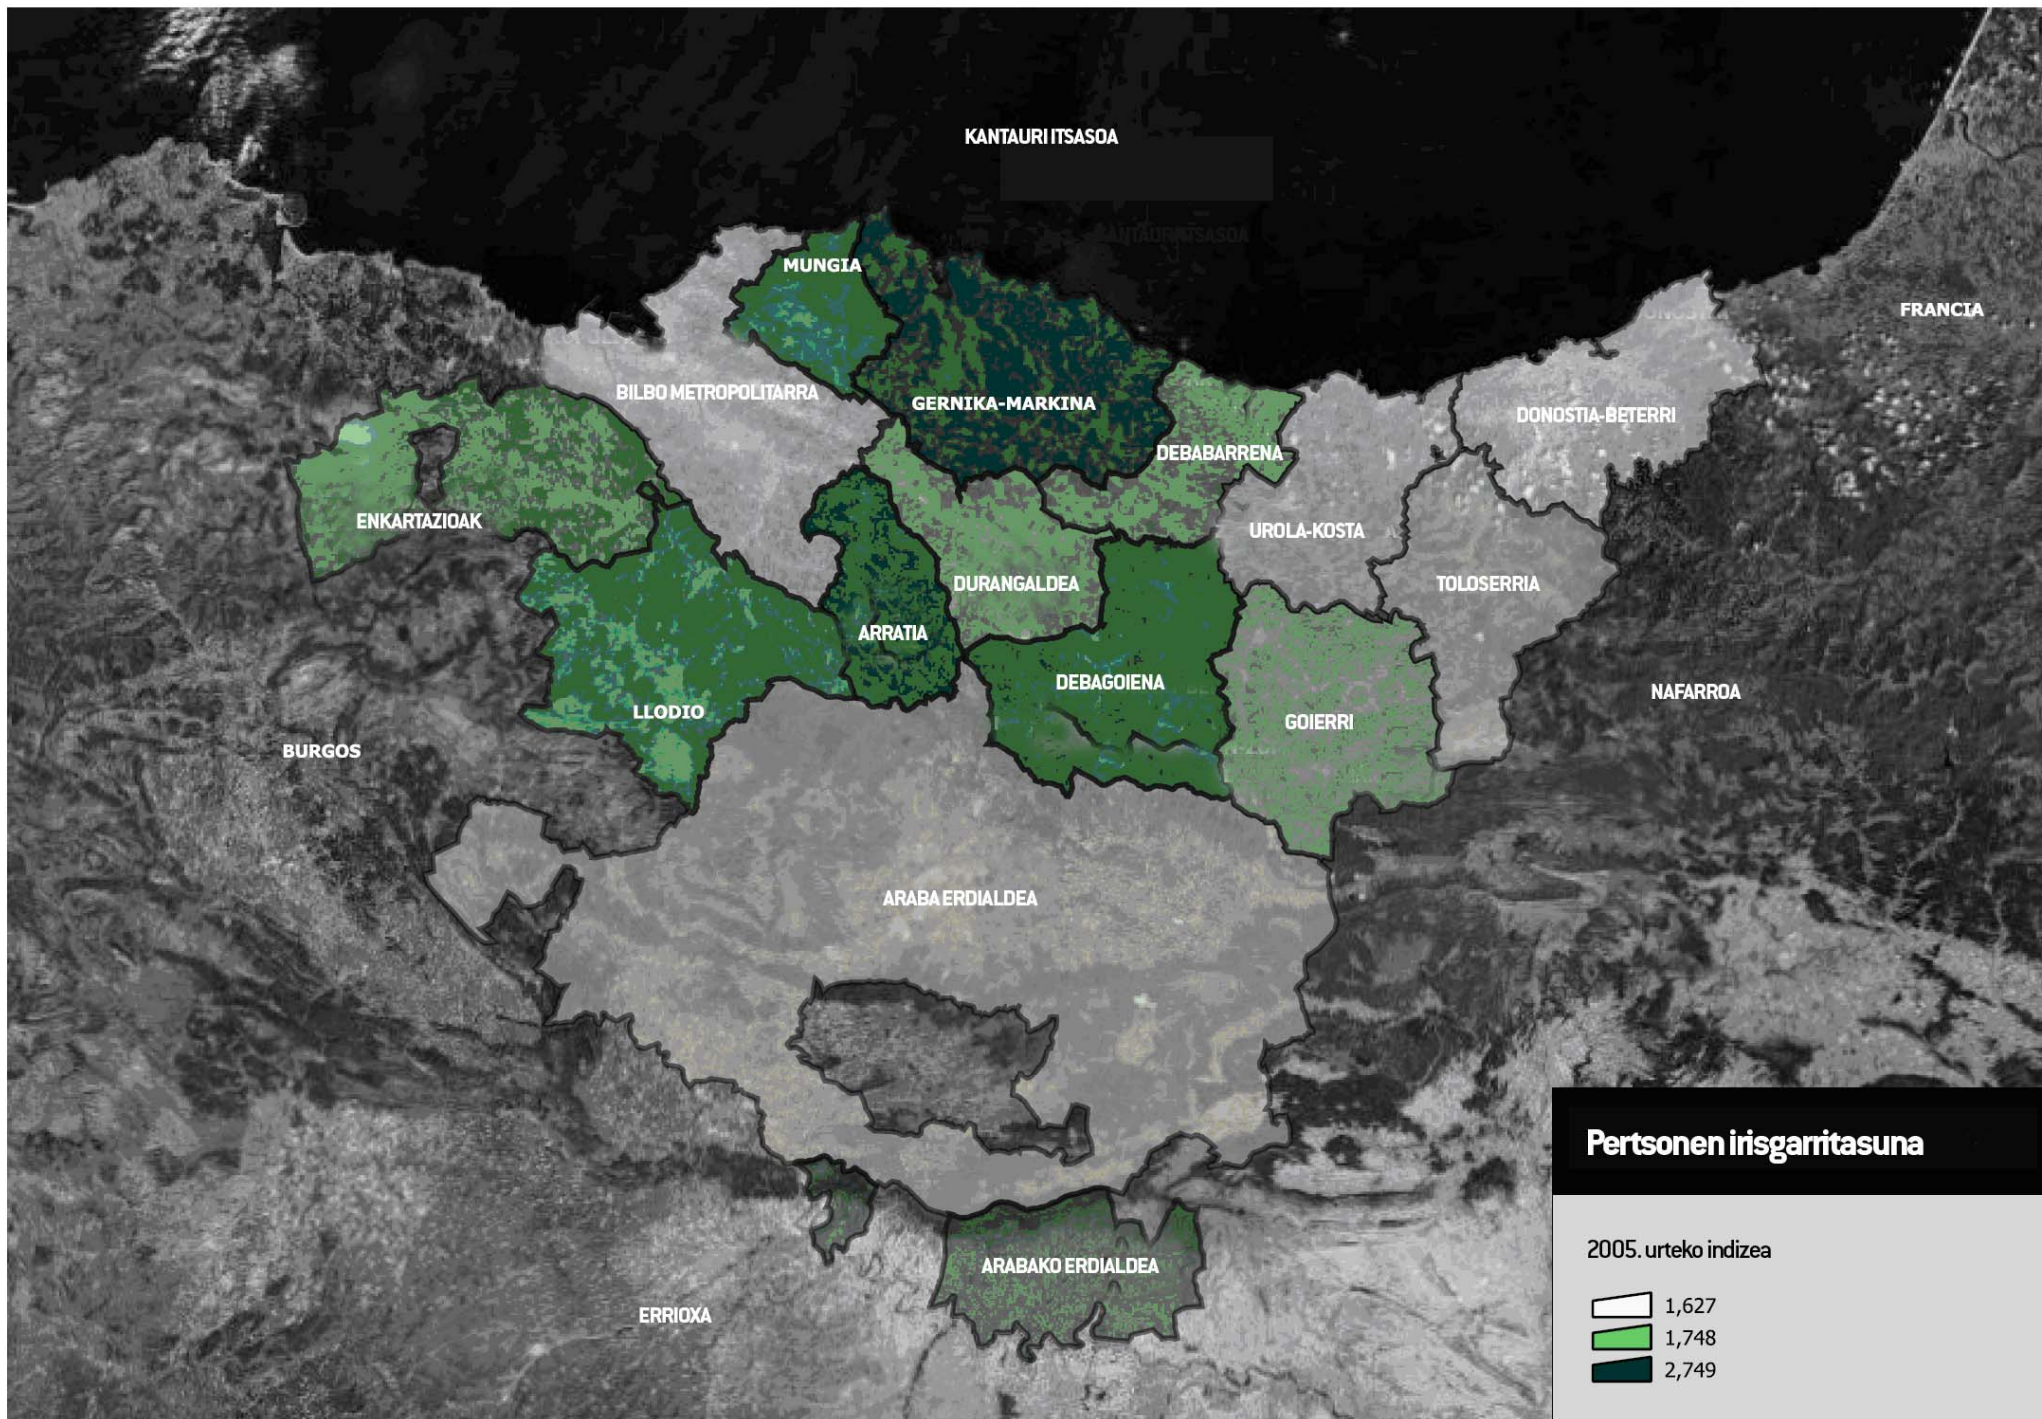 KANTAURI ITSASOA
KANTAURI ITSASOA
MUNGIA
FRANCIA
BILBO METROPOLITARRA
GERNIKA-MARKINA
DONOSTIA-BETERRI
DEBABARRENA
ENKARTAZIOAK
UROLA-KOSTA
DURANGALDEA
TOLOSERRIA
ARRATIA
DEBAGOIENA
NAFARROA
LLODIO
GOIERRI
BURGOS
ARABA ERDIALDEA
Pertsonen irisgarritasuna
2005. urteko indizea
ARABAKO ERDIALDEA
ERRIOXA
1,627
1,748
2,749